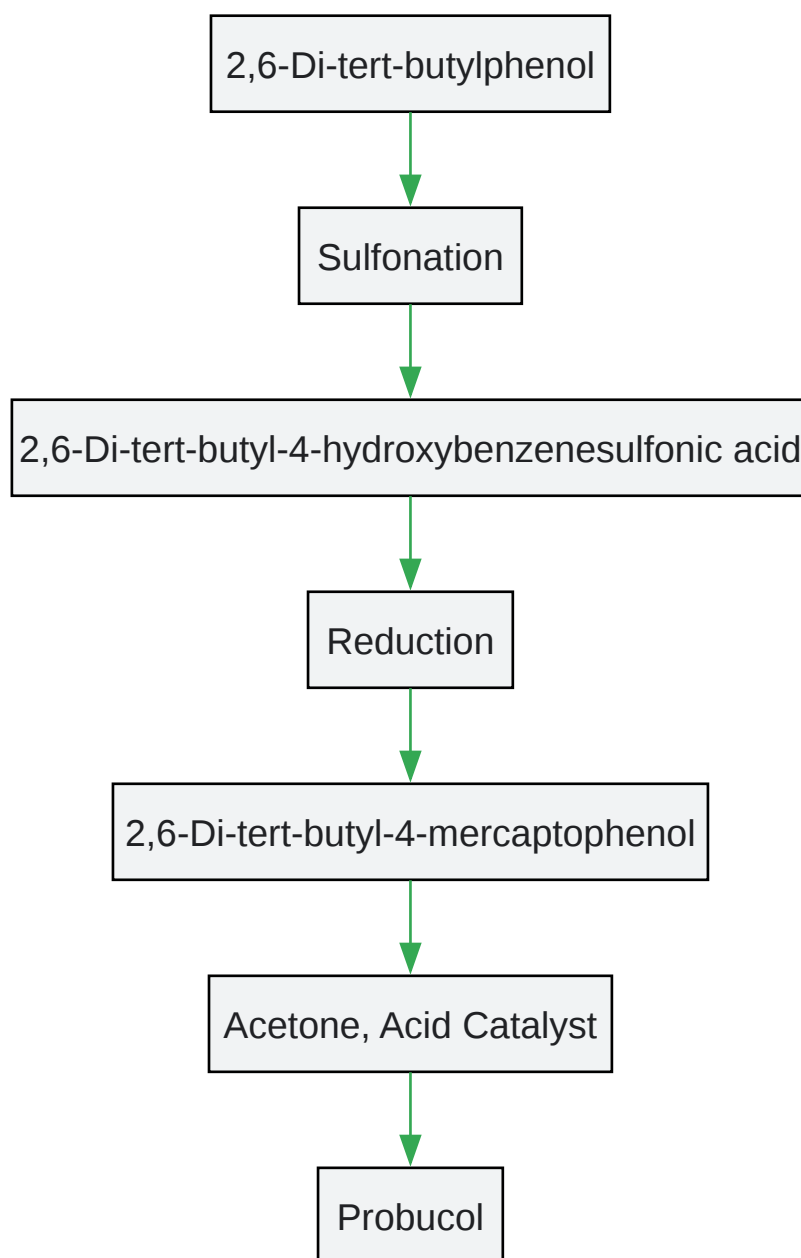 2,6-Di-tert-butylphenol
Sulfonation
2,6-Di-tert-butyl-4-hydroxybenzenesulfonic acid
Reduction
2,6-Di-tert-butyl-4-mercaptophenol
Acetone, Acid Catalyst
Probucol